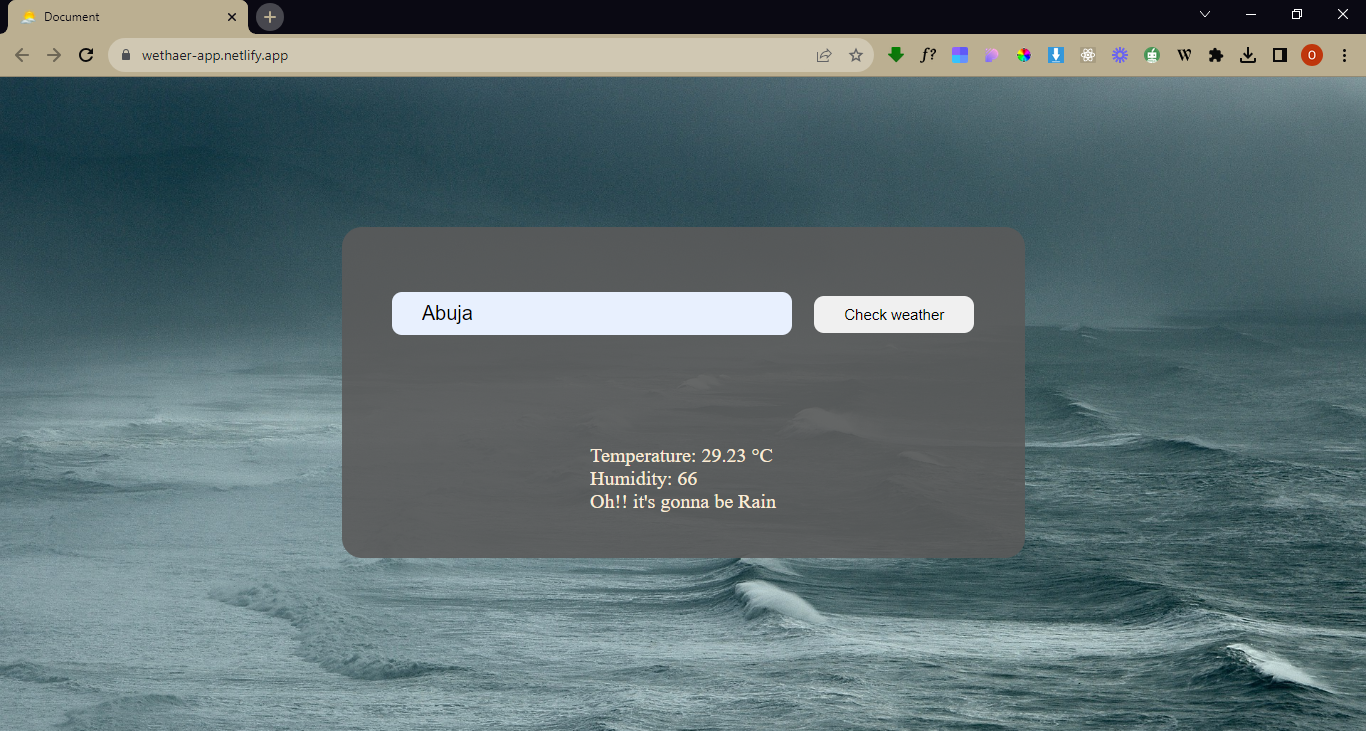 Document
wethaer-app.netlify.app
f?
W
O
Abuja
Check weather
Temperature: 29.23 °C
Humidity: 66
Oh!! it's gonna be Rain